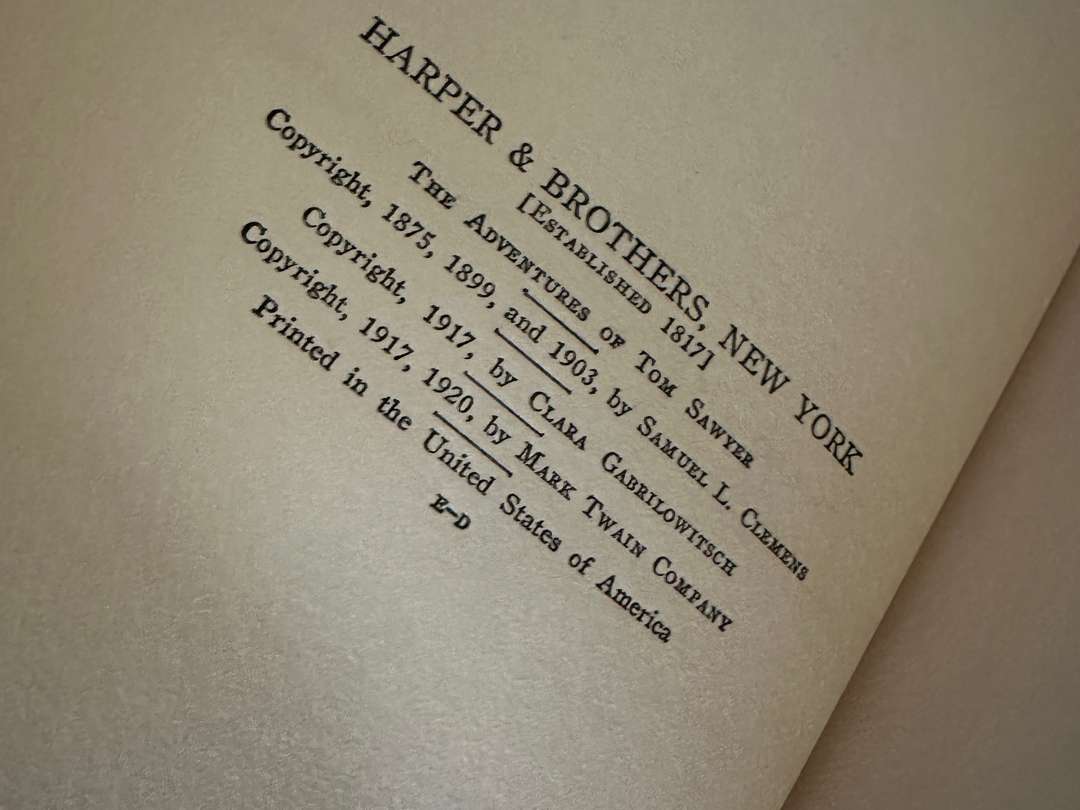 HARPER & BROTHERS, NEW YORK
[ESTABLISHED 1817]
THE ADVENTURES OF TOM SAWYER
Copyright, 1875, 1899, and 1903, by SAMUEL L. CLEMENS
Copyright, 1917, by CLARA GABRILOWITSCH
Copyright, 1917, 1920, by MARK TWAIN COMPANY
Printed in the United States of America
E-D